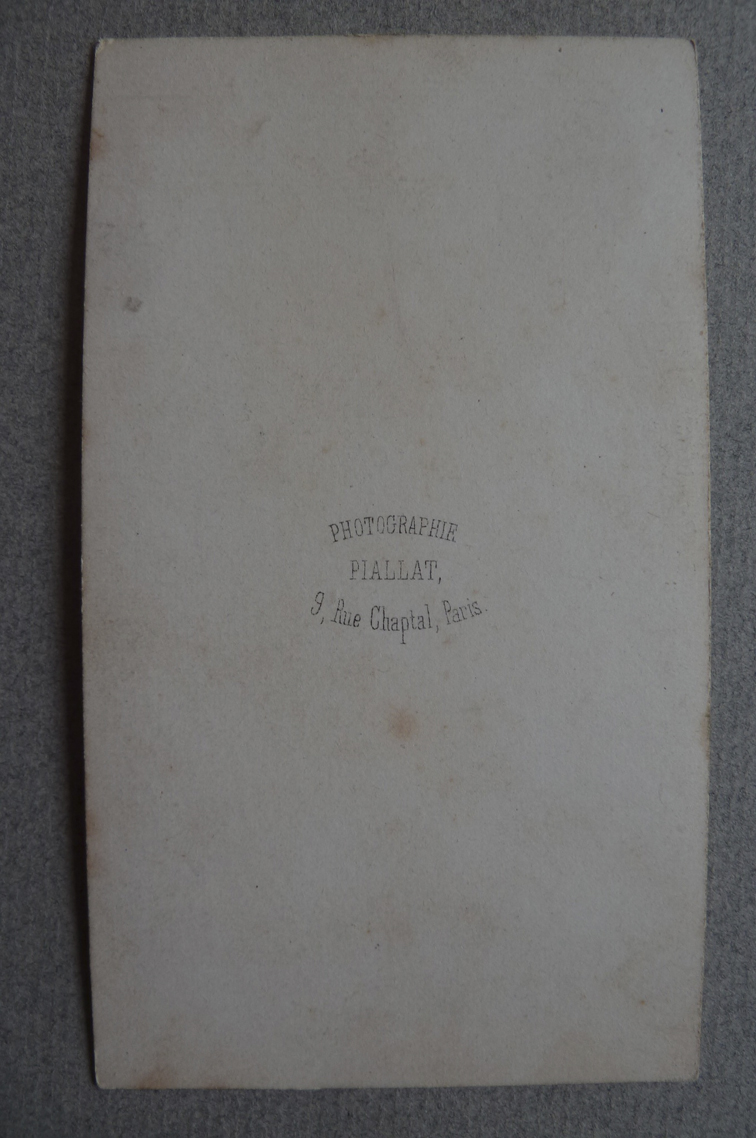 PHOTOGRAPHIE
PIALLAT,
9, Rue Chaptal, Paris.